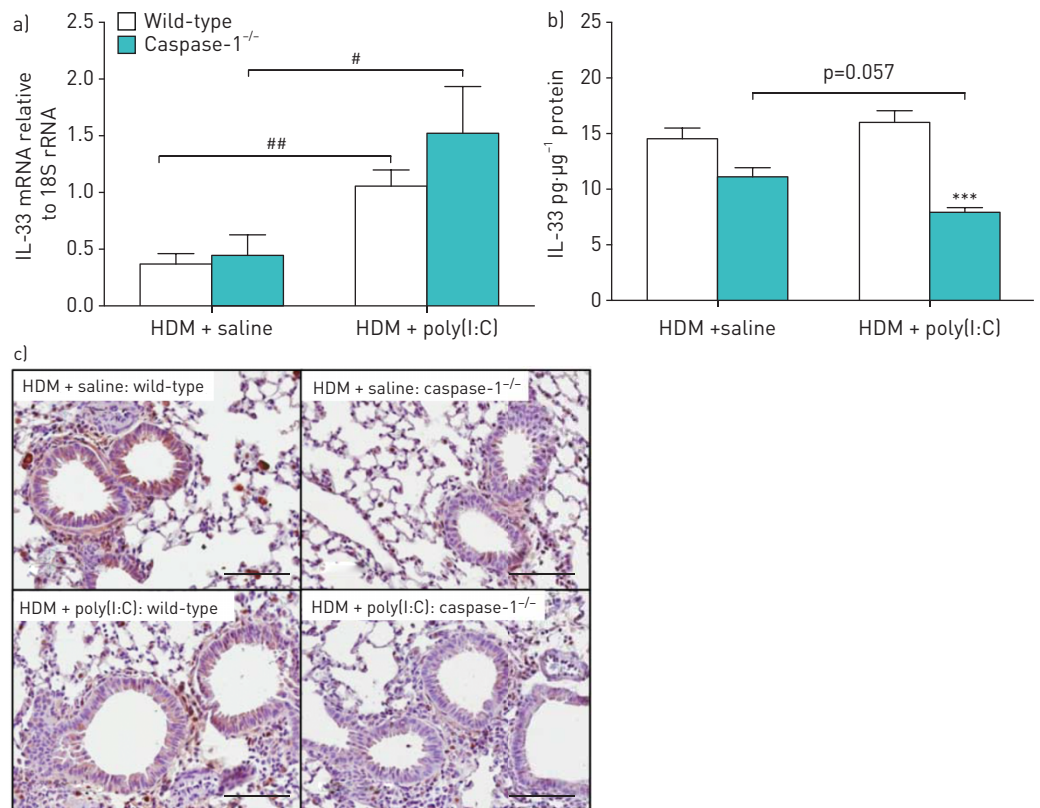 a)
Wild-type
Caspase-1⁻/⁻
IL-33 mRNA relative
to 18S rRNA
2.5
2.0
1.5
1.0
0.5
0.0
#
##
HDM + saline
HDM + poly(I:C)
b)
IL-33 pg·µg⁻¹ protein
25
20
15
10
5
0
p=0.057
***
HDM +saline
HDM + poly(I:C)
c)
HDM + saline: wild-type
HDM + saline: caspase-1⁻/⁻
HDM + poly(I:C): wild-type
HDM + poly(I:C): caspase-1⁻/⁻